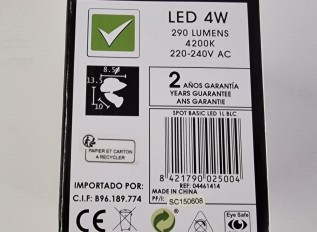 LED 4W
290 LUMENS
4200K
220-240V AC
8.5
13.5
10
2 AÑOS GARANTÍA
YEARS GUARANTEE
ANS GARANTIE
SPOT BASIC LED 1L BLC
8 421790 025004
REF: 04461414
MADE IN CHINA
PF/I: SC150608
PAPIER ET CARTON
À RECYCLER
IMPORTADO POR:
C.I.F: B96.189.774
CE
Eye Safe